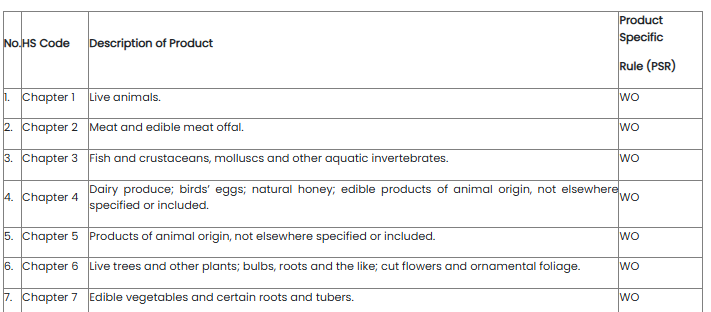 No. HS Code Description of Product Product Specific Rule (PSR)
1. Chapter 1 Live animals. WO
2. Chapter 2 Meat and edible meat offal. WO
3. Chapter 3 Fish and crustaceans, molluscs and other aquatic invertebrates. WO
4. Chapter 4 Dairy produce; birds’ eggs; natural honey; edible products of animal origin, not elsewhere specified or included. WO
5. Chapter 5 Products of animal origin, not elsewhere specified or included. WO
6. Chapter 6 Live trees and other plants; bulbs, roots and the like; cut flowers and ornamental foliage. WO
7. Chapter 7 Edible vegetables and certain roots and tubers. WO